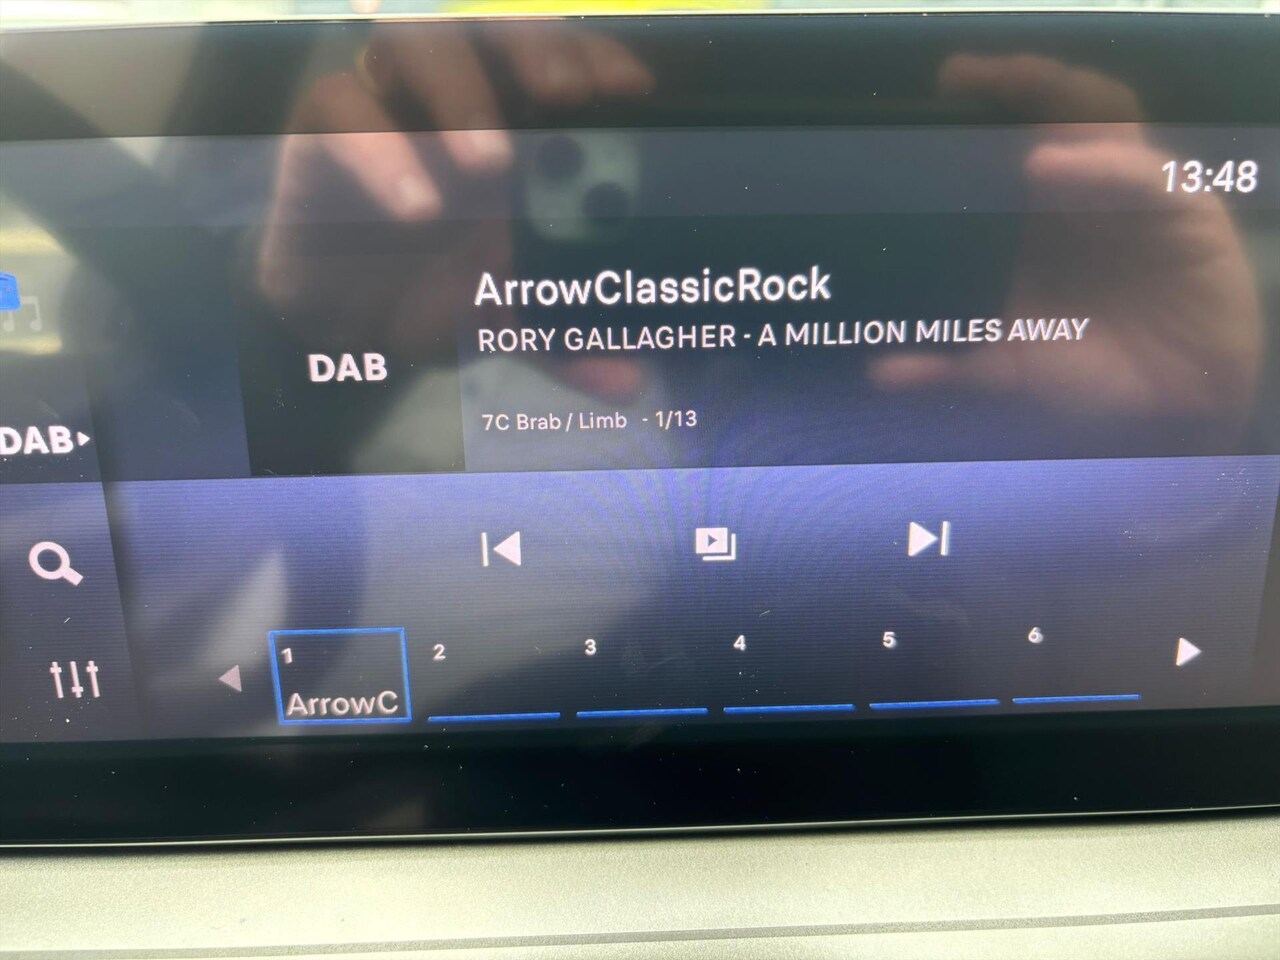 13:48
ArrowClassicRock
RORY GALLAGHER - A MILLION MILES AWAY
DAB
7C Brab / Limb - 1/13
DAB
1 2 3 4 5 6
ArrowC